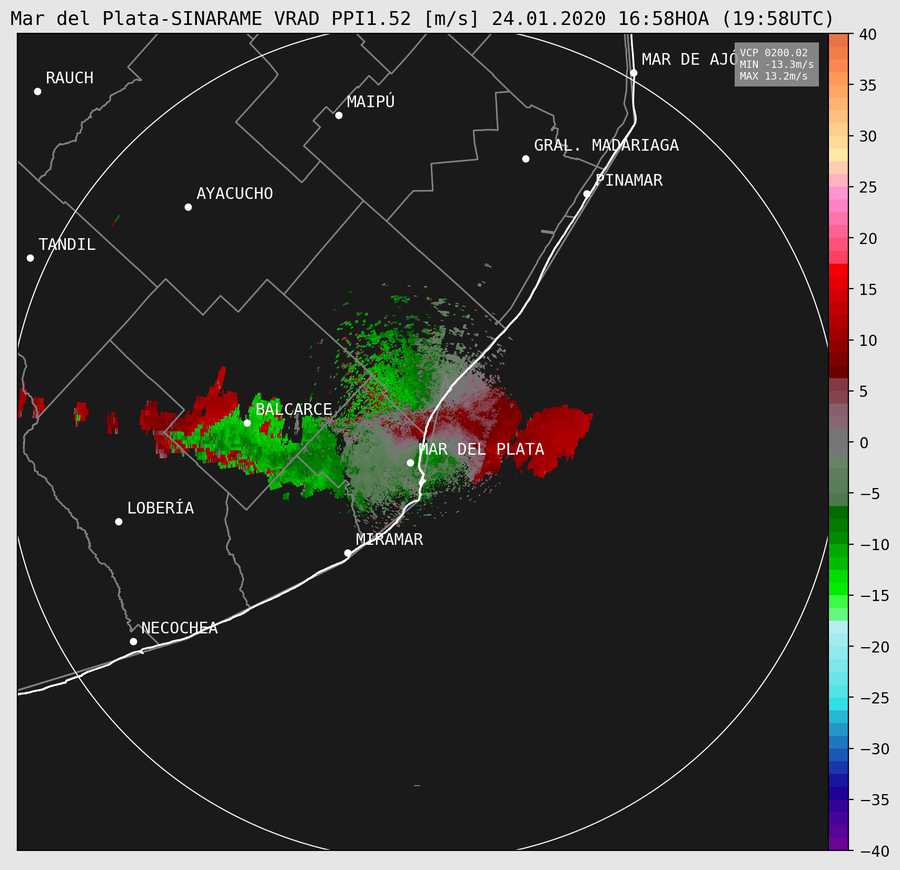 Mar del Plata-SINARAME VRAD PPI1.52 [m/s] 24.01.2020 16:58HOA (19:58UTC)
MAR DE AJÓ
VCP 0200.02
MIN -13.3m/s
MAX 13.2m/s
RAUCH
MAIPÚ
GRAL. MADARIAGA
PINAMAR
AYACUCHO
TANDIL
BALCARCE
MAR DEL PLATA
LOBERÍA
MIRAMAR
NECOCHEA
40
35
30
25
20
15
10
5
0
−5
−10
−15
−20
−25
−30
−35
−40